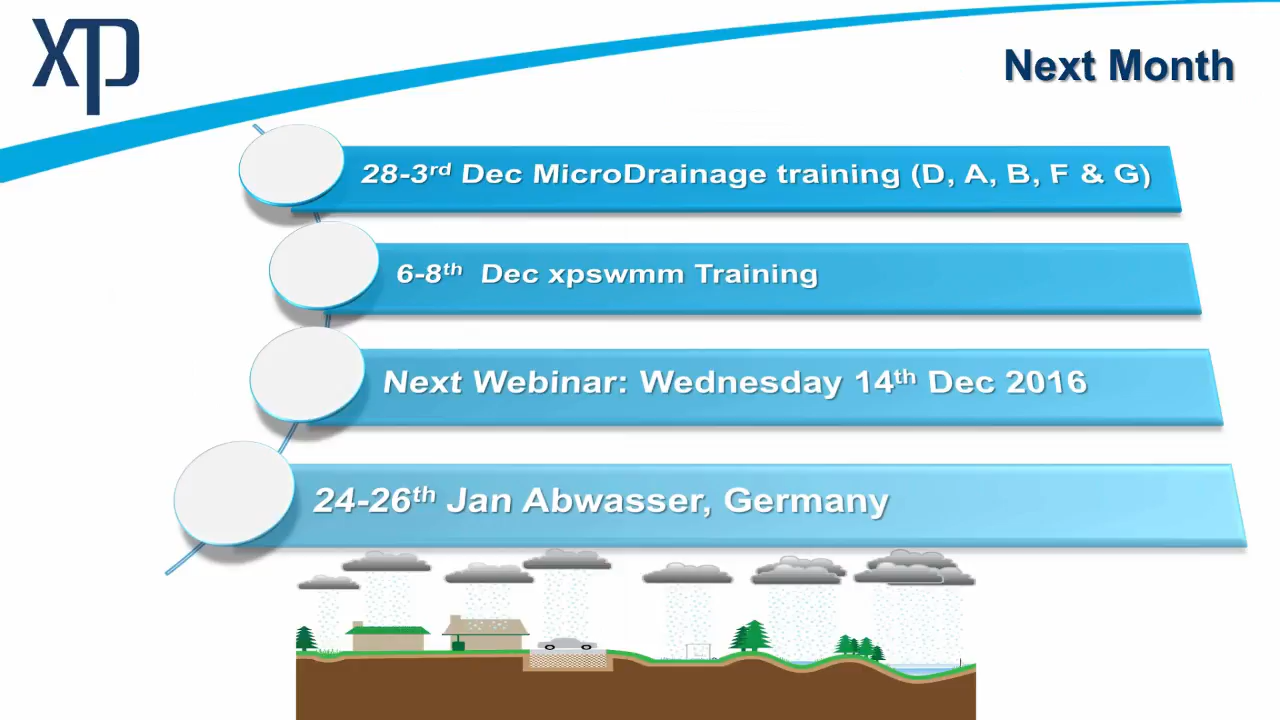 xp
Next Month
28-3rd Dec MicroDrainage training (D, A, B, F & G)
6-8th Dec xpswmm Training
Next Webinar: Wednesday 14th Dec 2016
24-26th Jan Abwasser, Germany